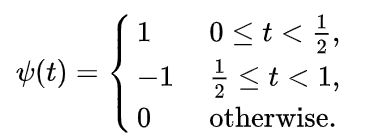 ψ(t) = { 1 0 ≤ t < 1/2,
−1 1/2 ≤ t < 1,
0 otherwise.